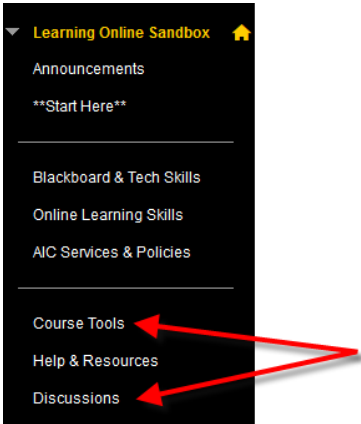 Learning Online Sandbox
Announcements
**Start Here**
Blackboard & Tech Skills
Online Learning Skills
AIC Services & Policies
Course Tools
Help & Resources
Discussions